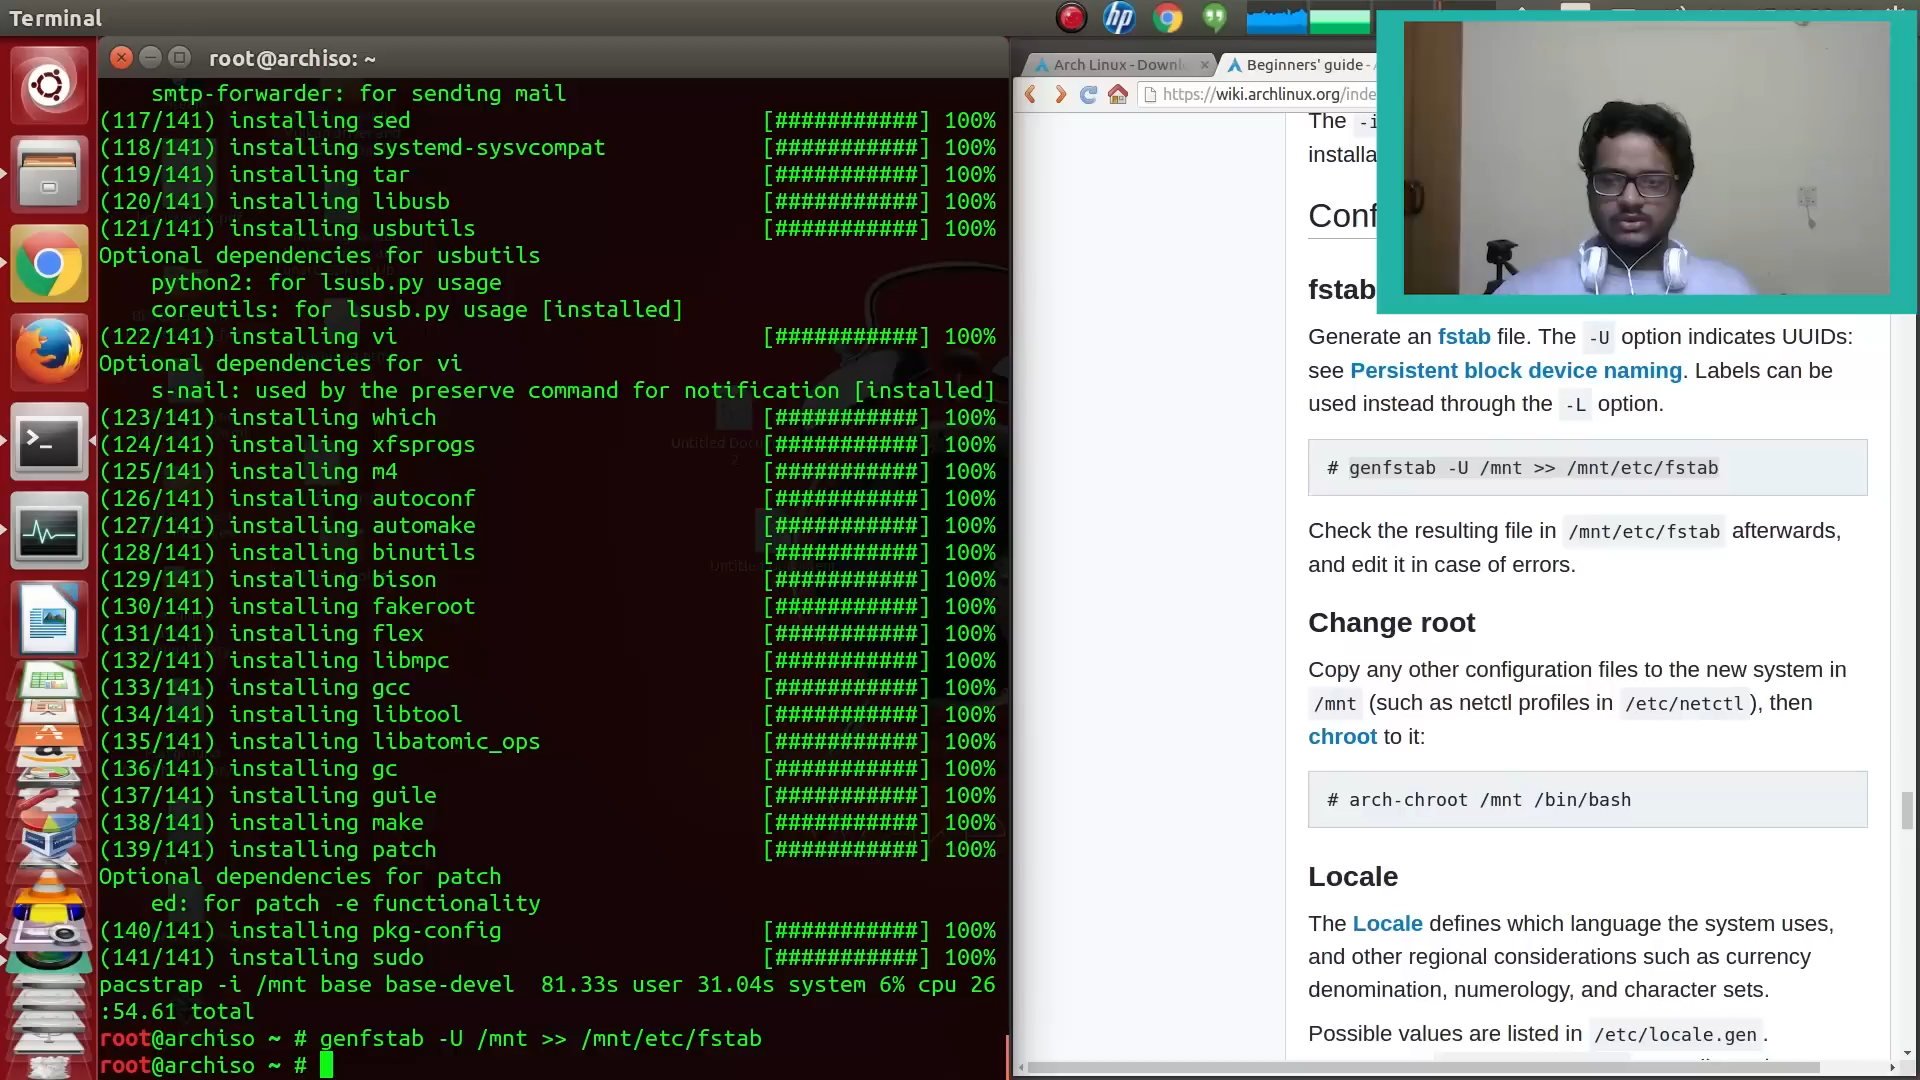 Terminal
root@archiso: ~
smtp-forwarder: for sending mail
(117/141) installing sed [###########] 100%
(118/141) installing systemd-sysvcompat [###########] 100%
(119/141) installing tar [###########] 100%
(120/141) installing libusb [###########] 100%
(121/141) installing usbutils [###########] 100%
Optional dependencies for usbutils
python2: for lsusb.py usage
coreutils: for lsusb.py usage [installed]
(122/141) installing vi [###########] 100%
Optional dependencies for vi
s-nail: used by the preserve command for notification [installed]
(123/141) installing which [###########] 100%
(124/141) installing xfsprogs [###########] 100%
(125/141) installing m4 [###########] 100%
(126/141) installing autoconf [###########] 100%
(127/141) installing automake [###########] 100%
(128/141) installing binutils [###########] 100%
(129/141) installing bison [###########] 100%
(130/141) installing fakeroot [###########] 100%
(131/141) installing flex [###########] 100%
(132/141) installing libmpc [###########] 100%
(133/141) installing gcc [###########] 100%
(134/141) installing libtool [###########] 100%
(135/141) installing libatomic_ops [###########] 100%
(136/141) installing gc [###########] 100%
(137/141) installing guile [###########] 100%
(138/141) installing make [###########] 100%
(139/141) installing patch [###########] 100%
Optional dependencies for patch
ed: for patch -e functionality
(140/141) installing pkg-config [###########] 100%
(141/141) installing sudo [###########] 100%
pacstrap -i /mnt base base-devel  81.33s user 31.04s system 6% cpu 26
:54.61 total
root@archiso ~ # genfstab -U /mnt >> /mnt/etc/fstab
root@archiso ~ #
Arch Linux - Downl
Beginners' guide -
https://wiki.archlinux.org/inde
The -i
installa
Conf
fstab
Generate an fstab file. The -U option indicates UUIDs:
see Persistent block device naming. Labels can be
used instead through the -L option.
# genfstab -U /mnt >> /mnt/etc/fstab
Check the resulting file in /mnt/etc/fstab afterwards,
and edit it in case of errors.
Change root
Copy any other configuration files to the new system in
/mnt (such as netctl profiles in /etc/netctl), then
chroot to it:
# arch-chroot /mnt /bin/bash
Locale
The Locale defines which language the system uses,
and other regional considerations such as currency
denomination, numerology, and character sets.
Possible values are listed in /etc/locale.gen.